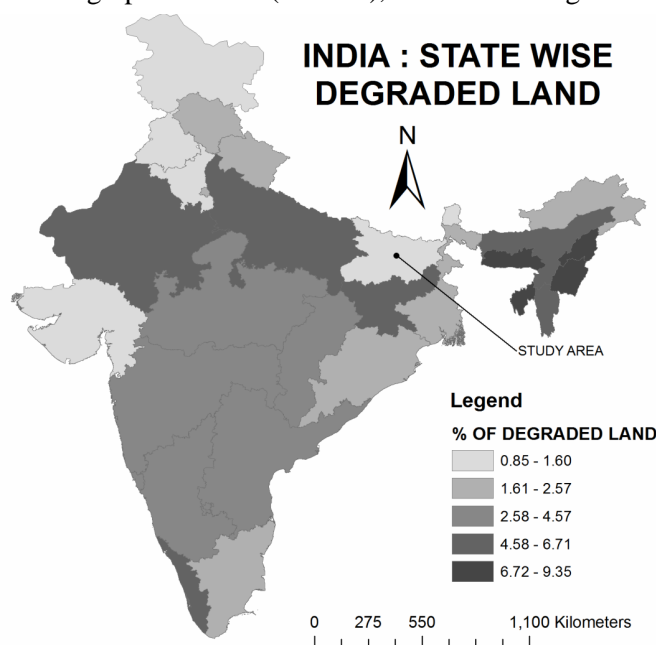 INDIA : STATE WISE
DEGRADED LAND
N
STUDY AREA
Legend
% OF DEGRADED LAND
0.85 - 1.60
1.61 - 2.57
2.58 - 4.57
4.58 - 6.71
6.72 - 9.35
0 275 550 1,100 Kilometers